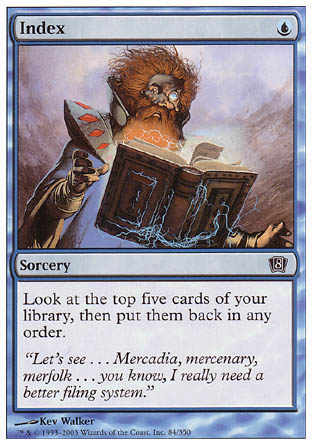 Index
Sorcery
8
Look at the top five cards of your
library, then put them back in any
order.
“Let’s see . . . Mercadia, mercenary,
merfolk . . . you know, I really need a
better filing system.”
Kev Walker
™ & © 1993-2003 Wizards of the Coast, Inc. 84/350